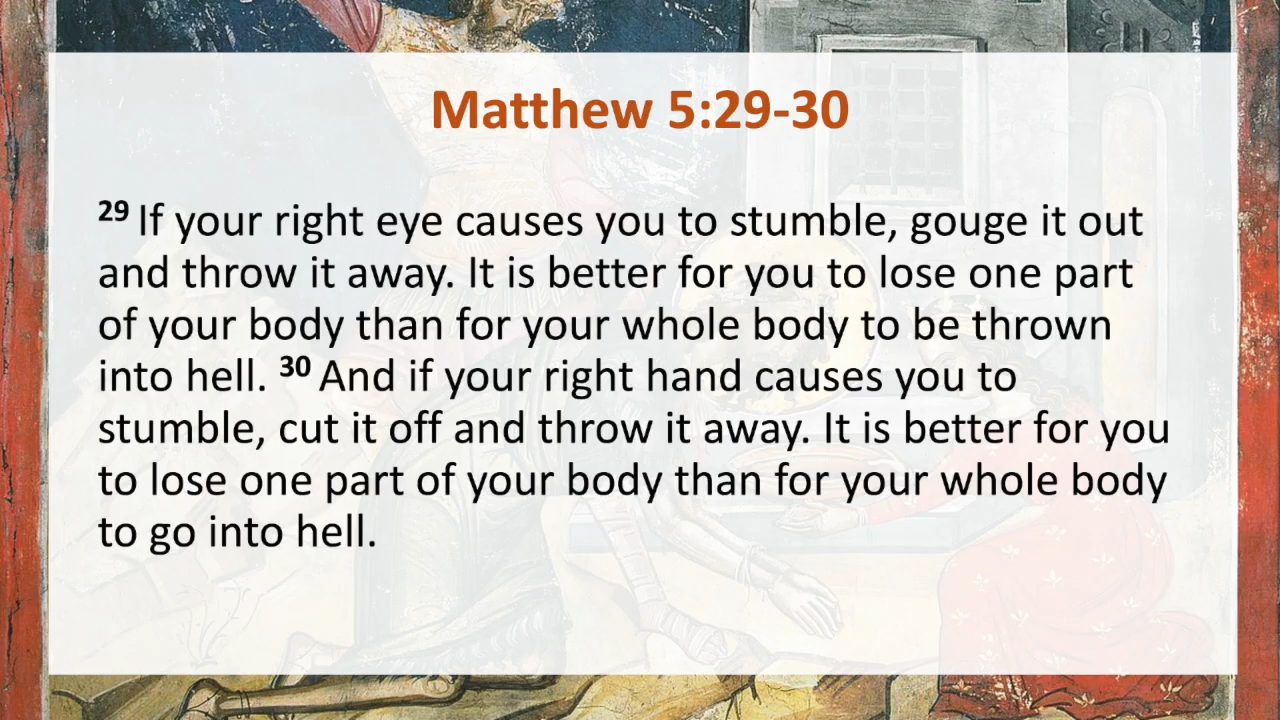 Matthew 5:29-30
29 If your right eye causes you to stumble, gouge it out
and throw it away. It is better for you to lose one part
of your body than for your whole body to be thrown
into hell. 30 And if your right hand causes you to
stumble, cut it off and throw it away. It is better for you
to lose one part of your body than for your whole body
to go into hell.